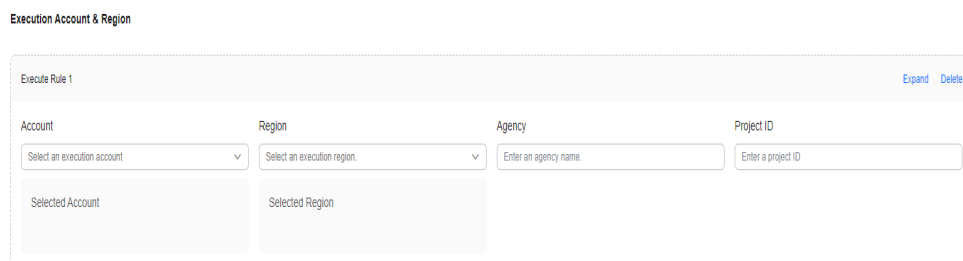 Execution Account & Region
Execute Rule 1 Expand Delete
Account Region Agency Project ID
Select an execution account Select an execution region. Enter an agency name. Enter a project ID
Selected Account Selected Region